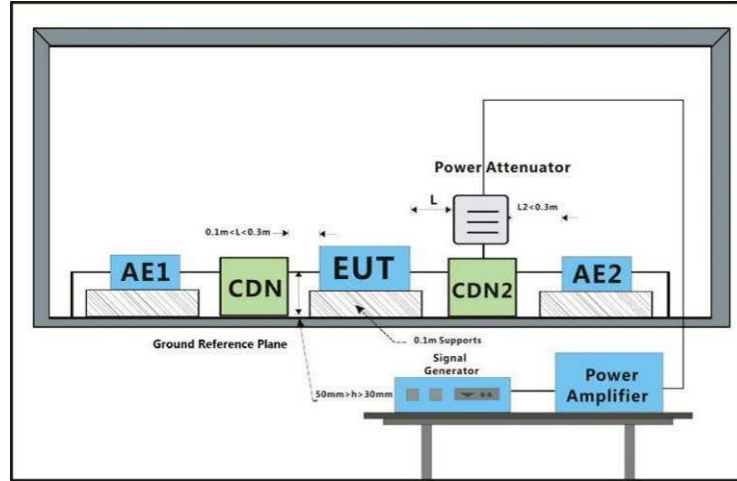 Power Attenuator
L
L2<0.3m
0.1m<L<0.3m
AE1
CDN
EUT
CDN2
AE2
Ground Reference Plane
0.1m Supports
Signal
Generator
50mm>h>30mm
Power
Amplifier